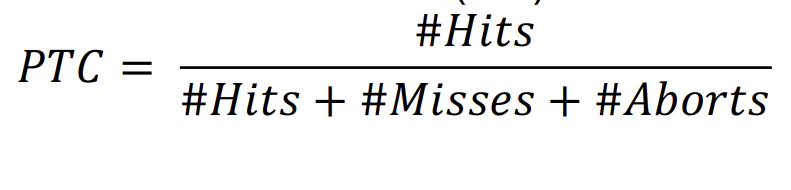 #Hits
PTC =
#Hits + #Misses + #Aborts